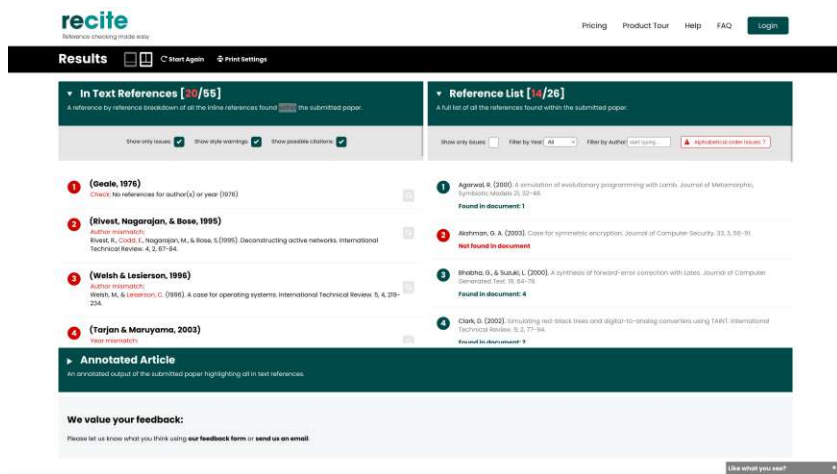 recite
Reference checking made easy
Pricing Product Tour Help FAQ Login
Results Start Again Print Settings
In Text References [20/55]
A reference by reference breakdown of all the inline references found within the submitted paper.
Show only issues: Show style warnings: Show possible citations:
1 (Geale, 1976)
Check: No references for author(s) or year (1976)
2 (Rivest, Nagarajan, & Bose, 1995)
Author mismatch:
Rivest, R., Codd, E., Nagarajan, M., & Bose, S.(1995). Deconstructing active networks. International
Technical Review. 4, 2, 67-84.
3 (Welsh & Lesierson, 1996)
Author mismatch:
Welsh, M., & Leiserson, C. (1996). A case for operating systems. International Technical Review. 5, 4, 219-
234.
4 (Tarjan & Maruyama, 2003)
Year mismatch:
Reference List [14/26]
A full list of all the references found within the submitted paper.
Show only issues: Filter by Year: All Filter by Author: start typing... Alphabetical order issues ?
1 Agarwal, R. (2001). A simulation of evolutionary programming with Lamb. Journal of Metamorphic,
Symbiotic Models 21, 32-48.
Found in document: 1
2 Akshman, G. A. (2003). Case for symmetric encryption. Journal of Computer Security. 33, 3, 56-91.
Not found in document
3 Bhabha, G., & Suzuki, L. (2000). A synthesis of forward-error correction with Lates. Journal of Computer
Generated Text, 19, 64-76.
Found in document: 4
4 Clark, D. (2002). Simulating red-black trees and digital-to-analog converters using TAINT. International
Technical Review. 5, 2, 77-94.
Found in document: 2
Annotated Article
An annotated output of the submitted paper highlighting all in text references.
We value your feedback:
Please let us know what you think using our feedback form or send us an email.
Like what you see?